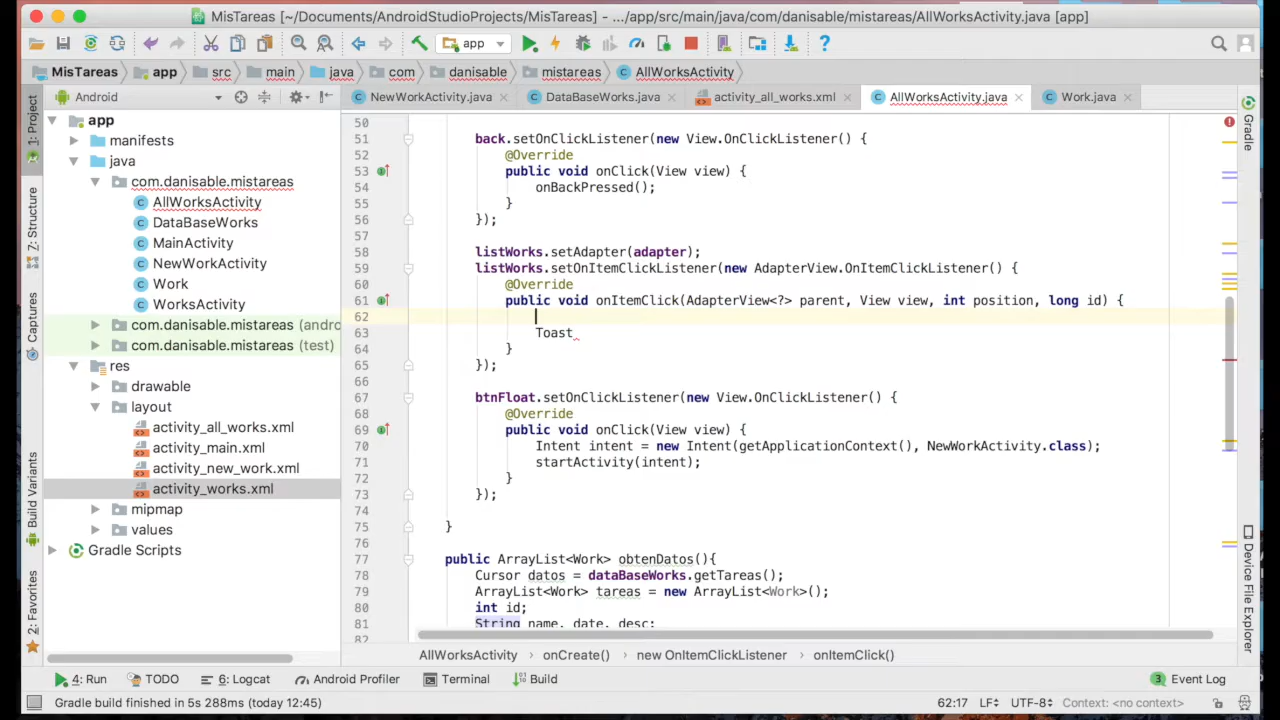 MisTareas [~/Documents/AndroidStudioProjects/MisTareas] - .../app/src/main/java/com/danisable/mistareas/AllWorksActivity.java [app]
app
MisTareas app src main java com danisable mistareas AllWorksActivity
Android
NewWorkActivity.java DataBaseWorks.java activity_all_works.xml AllWorksActivity.java Work.java
1: Project
Z: Structure
Captures
Build Variants
2: Favorites
app
manifests
java
com.danisable.mistareas
AllWorksActivity
DataBaseWorks
MainActivity
NewWorkActivity
Work
WorksActivity
com.danisable.mistareas (andro
com.danisable.mistareas (test)
res
drawable
layout
activity_all_works.xml
activity_main.xml
activity_new_work.xml
activity_works.xml
mipmap
values
Gradle Scripts
50
51 back.setOnClickListener(new View.OnClickListener() {
52 @Override
53 public void onClick(View view) {
54 onBackPressed();
55 }
56 });
57
58 listWorks.setAdapter(adapter);
59 listWorks.setOnItemClickListener(new AdapterView.OnItemClickListener() {
60 @Override
61 public void onItemClick(AdapterView<?> parent, View view, int position, long id) {
62
63 Toast
64 }
65 });
66
67 btnFloat.setOnClickListener(new View.OnClickListener() {
68 @Override
69 public void onClick(View view) {
70 Intent intent = new Intent(getApplicationContext(), NewWorkActivity.class);
71 startActivity(intent);
72 }
73 });
74
75 }
76
77 public ArrayList<Work> obtenDatos(){
78 Cursor datos = dataBaseWorks.getTareas();
79 ArrayList<Work> tareas = new ArrayList<Work>();
80 int id;
81 String name, date, desc;
82
Gradle
Device File Explorer
AllWorksActivity onCreate() new OnItemClickListener onItemClick()
4: Run TODO 6: Logcat Android Profiler Terminal Build 3 Event Log
Gradle build finished in 5s 288ms (today 12:45) 62:17 LF UTF-8 Context: <no context>